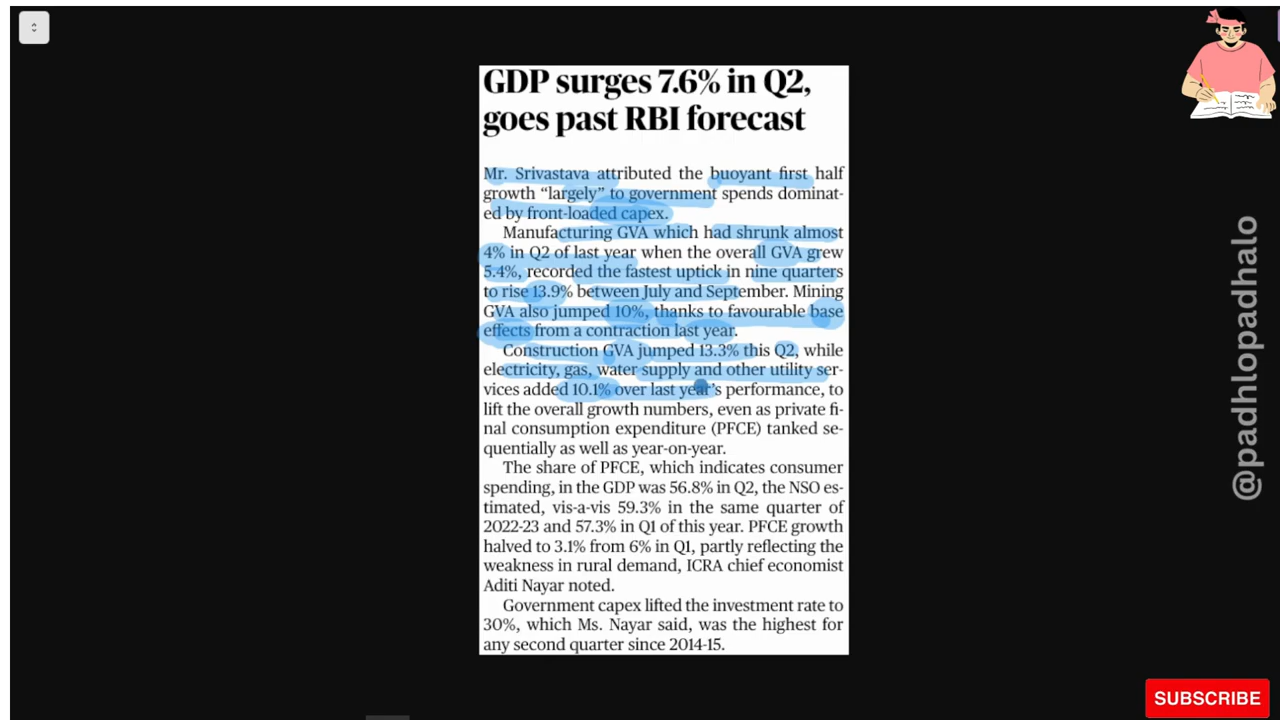 GDP surges 7.6% in Q2,
goes past RBI forecast
Mr. Srivastava attributed the buoyant first half
growth “largely” to government spends dominat-
ed by front-loaded capex.
Manufacturing GVA which had shrunk almost
4% in Q2 of last year when the overall GVA grew
5.4%, recorded the fastest uptick in nine quarters
to rise 13.9% between July and September. Mining
GVA also jumped 10%, thanks to favourable base
effects from a contraction last year.
Construction GVA jumped 13.3% this Q2, while
electricity, gas, water supply and other utility ser-
vices added 10.1% over last year’s performance, to
lift the overall growth numbers, even as private fi-
nal consumption expenditure (PFCE) tanked se-
quentially as well as year-on-year.
The share of PFCE, which indicates consumer
spending, in the GDP was 56.8% in Q2, the NSO es-
timated, vis-a-vis 59.3% in the same quarter of
2022-23 and 57.3% in Q1 of this year. PFCE growth
halved to 3.1% from 6% in Q1, partly reflecting the
weakness in rural demand, ICRA chief economist
Aditi Nayar noted.
Government capex lifted the investment rate to
30%, which Ms. Nayar said, was the highest for
any second quarter since 2014-15.
@padhlopadhalo
SUBSCRIBE